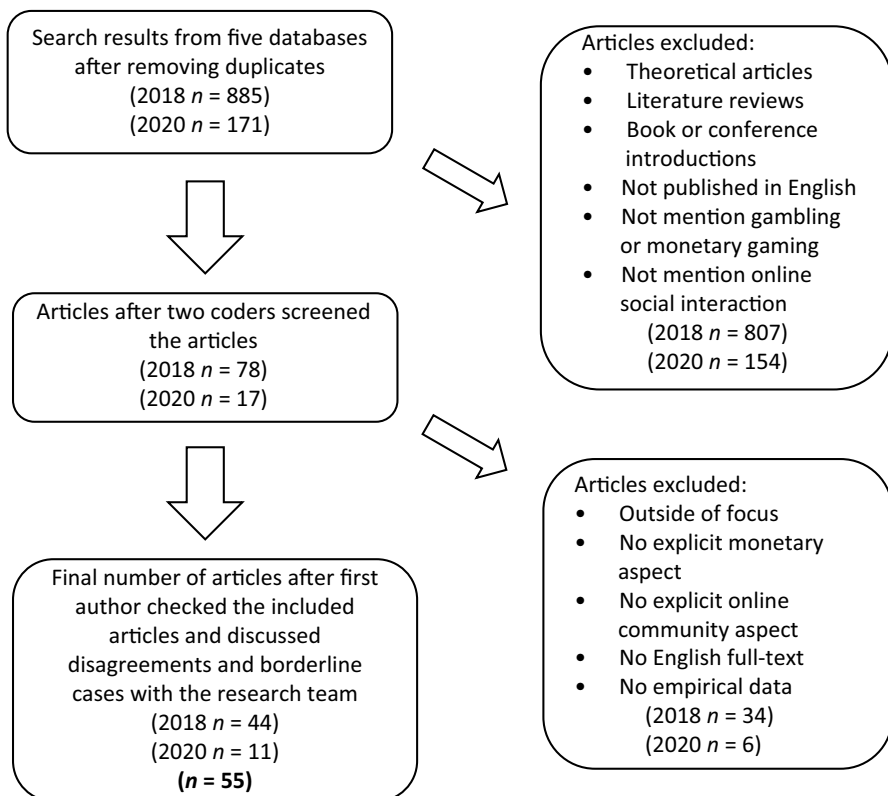 Search results from five databases
after removing duplicates
(2018 n = 885)
(2020 n = 171)
Articles excluded:
• Theoretical articles
• Literature reviews
• Book or conference
introductions
• Not published in English
• Not mention gambling
or monetary gaming
• Not mention online
social interaction
(2018 n = 807)
(2020 n = 154)
Articles after two coders screened
the articles
(2018 n = 78)
(2020 n = 17)
Articles excluded:
• Outside of focus
• No explicit monetary
aspect
• No explicit online
community aspect
• No English full-text
• No empirical data
(2018 n = 34)
(2020 n = 6)
Final number of articles after first
author checked the included
articles and discussed
disagreements and borderline
cases with the research team
(2018 n = 44)
(2020 n = 11)
(n = 55)